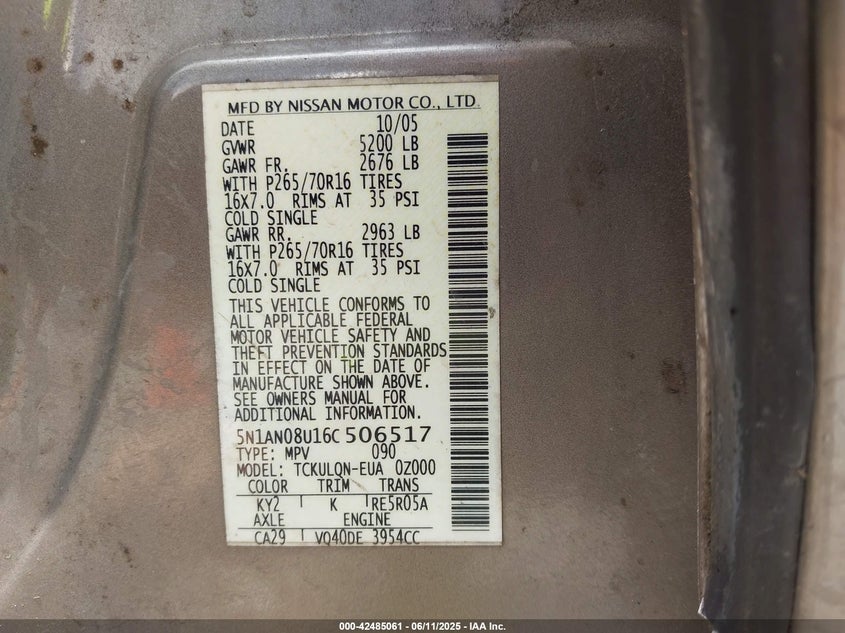 MFD BY NISSAN MOTOR CO., LTD.
DATE 10/05
GVWR 5200 LB
GAWR FR. 2676 LB
WITH P265/70R16 TIRES
16X7.0 RIMS AT 35 PSI
COLD SINGLE
GAWR RR. 2963 LB
WITH P265/70R16 TIRES
16X7.0 RIMS AT 35 PSI
COLD SINGLE
THIS VEHICLE CONFORMS TO
ALL APPLICABLE FEDERAL
MOTOR VEHICLE SAFETY AND
THEFT PREVENTION STANDARDS
IN EFFECT ON THE DATE OF
MANUFACTURE SHOWN ABOVE.
SEE OWNERS MANUAL FOR
ADDITIONAL INFORMATION.
5N1AN08U16C506517
TYPE: MPV 090
MODEL: TCKULQN-EUA 0Z000
COLOR TRIM TRANS
KY2 K RE5R05A
AXLE ENGINE
CA29 VQ40DE 3954CC
000-42485061 - 06/11/2025 - IAA Inc.